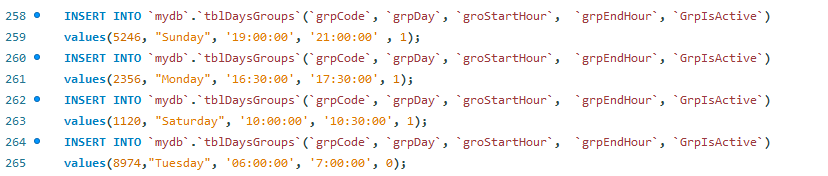 258 INSERT INTO `mydb`.`tblDaysGroups`(`grpCode`, `grpDay`, `groStartHour`,  `grpEndHour`, `GrpIsActive`)
259 values(5246, "Sunday", '19:00:00', '21:00:00' , 1);
260 INSERT INTO `mydb`.`tblDaysGroups`(`grpCode`, `grpDay`, `groStartHour`,  `grpEndHour`, `GrpIsActive`)
261 values(2356, "Monday", '16:30:00', '17:30:00', 1);
262 INSERT INTO `mydb`.`tblDaysGroups`(`grpCode`, `grpDay`, `groStartHour`,  `grpEndHour`, `GrpIsActive`)
263 values(1120, "Saturday", '10:00:00', '10:30:00', 1);
264 INSERT INTO `mydb`.`tblDaysGroups`(`grpCode`, `grpDay`, `groStartHour`,  `grpEndHour`, `GrpIsActive`)
265 values(8974,"Tuesday", '06:00:00', '7:00:00', 0);